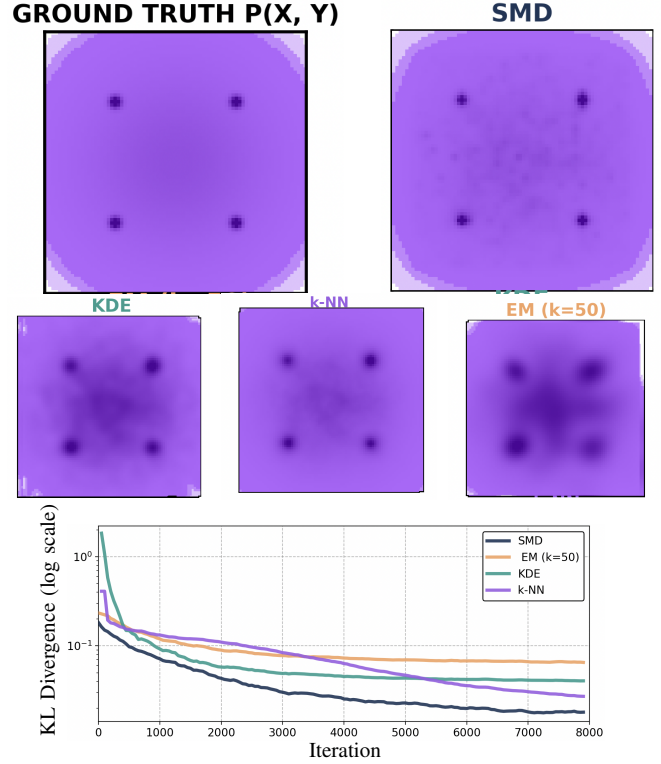 GROUND TRUTH P(X, Y)
SMD
KDE
k-NN
EM (k=50)
KL Divergence (log scale)
10⁰
10⁻¹
SMD
EM (k=50)
KDE
k-NN
0 1000 2000 3000 4000 5000 6000 7000 8000
Iteration